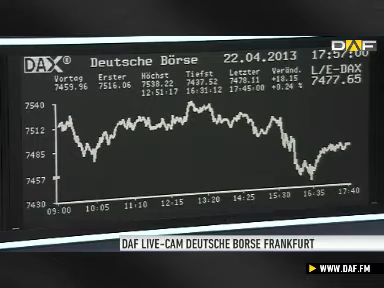 DAF
DAX® Deutsche Börse 22.04.2013 17:57:00
Vortag Erster Höchst Tiefst Letzter Veränd. L/E-DAX
7459.96 7516.06 7538.22 7437.52 7478.11 +18.15 7477.65
12:51:17 16:31:12 17:45:00 +0.24 %
7540
7512
7485
7457
7430
09:00 10:05 11:10 12:15 13:20 14:25 15:30 16:35 17:40
DAF LIVE-CAM DEUTSCHE BÖRSE FRANKFURT
WWW.DAF.FM